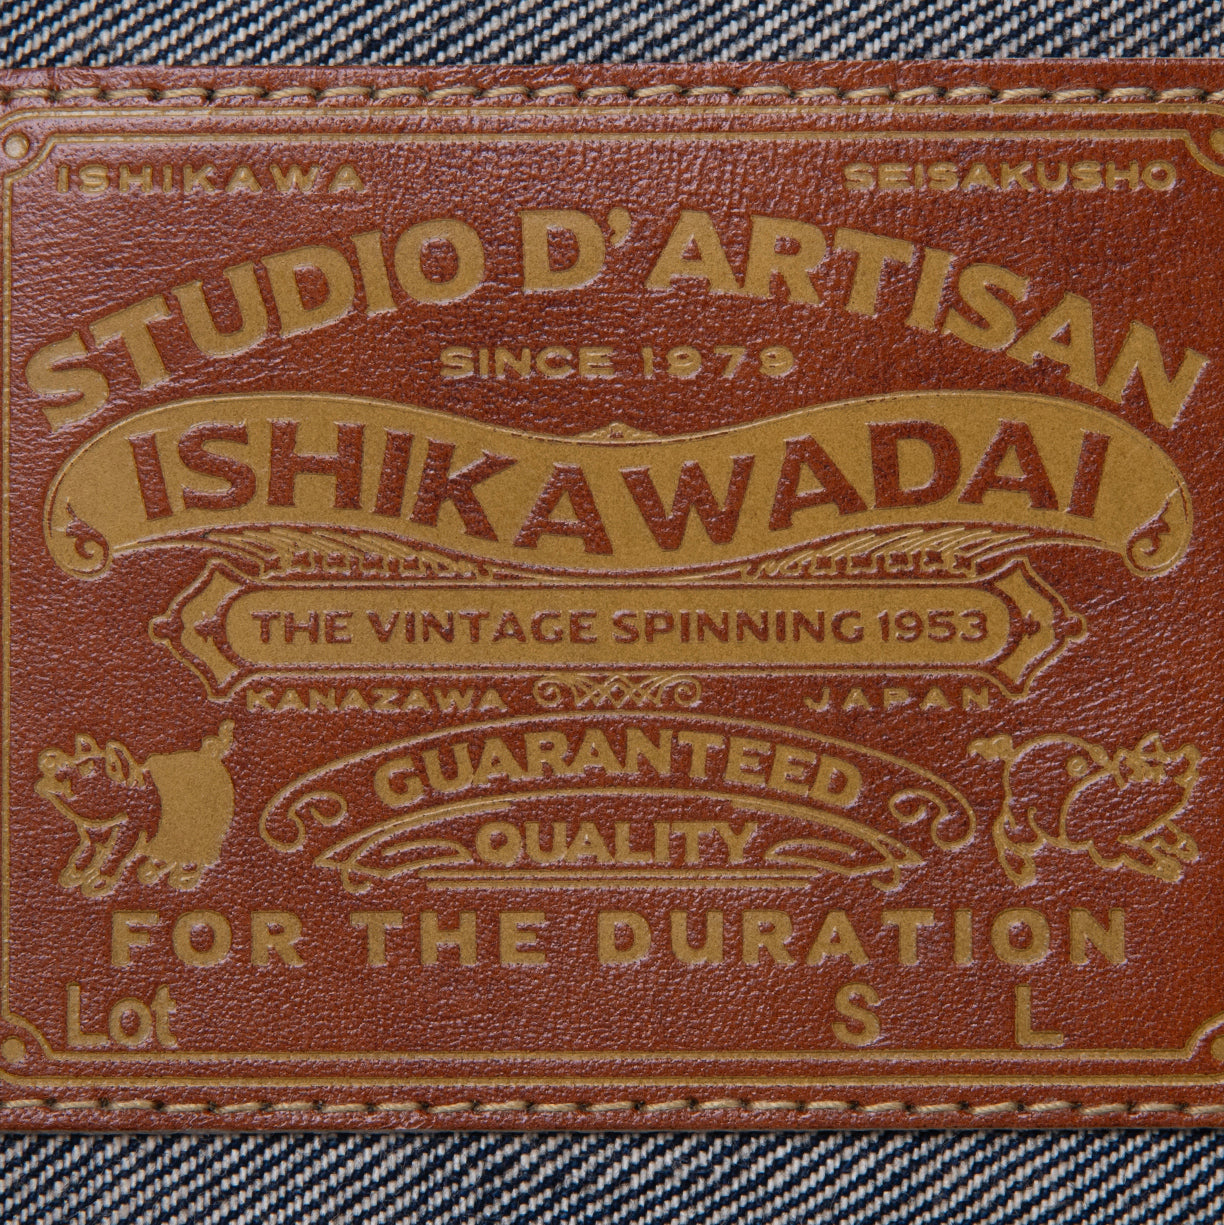 ISHIKAWA SEISAKUSHO
STUDIO D'ARTISAN
SINCE 1979
ISHIKAWADAI
THE VINTAGE SPINNING 1953
KANAZAWA JAPAN
GUARANTEED
QUALITY
FOR THE DURATION
Lot S L